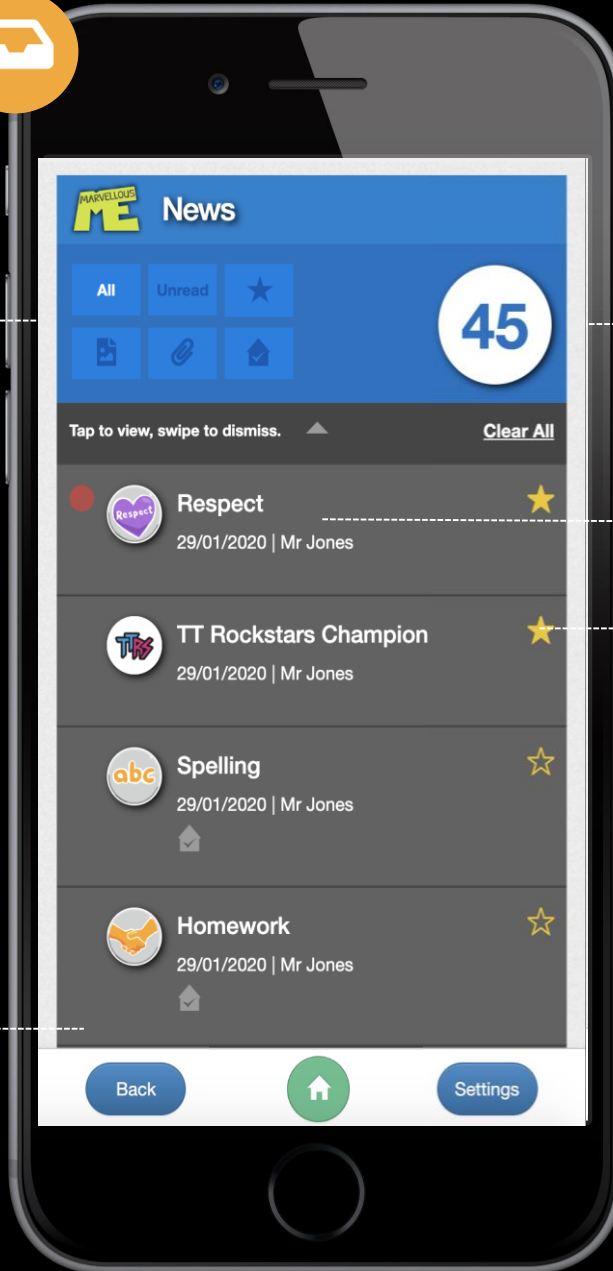 MARVELLOUS
ME
News
All
Unread
45
Tap to view, swipe to dismiss.
Clear All
Respect
Respect
29/01/2020 | Mr Jones
TTRS
TT Rockstars Champion
29/01/2020 | Mr Jones
abc
Spelling
29/01/2020 | Mr Jones
Homework
29/01/2020 | Mr Jones
Back
Settings